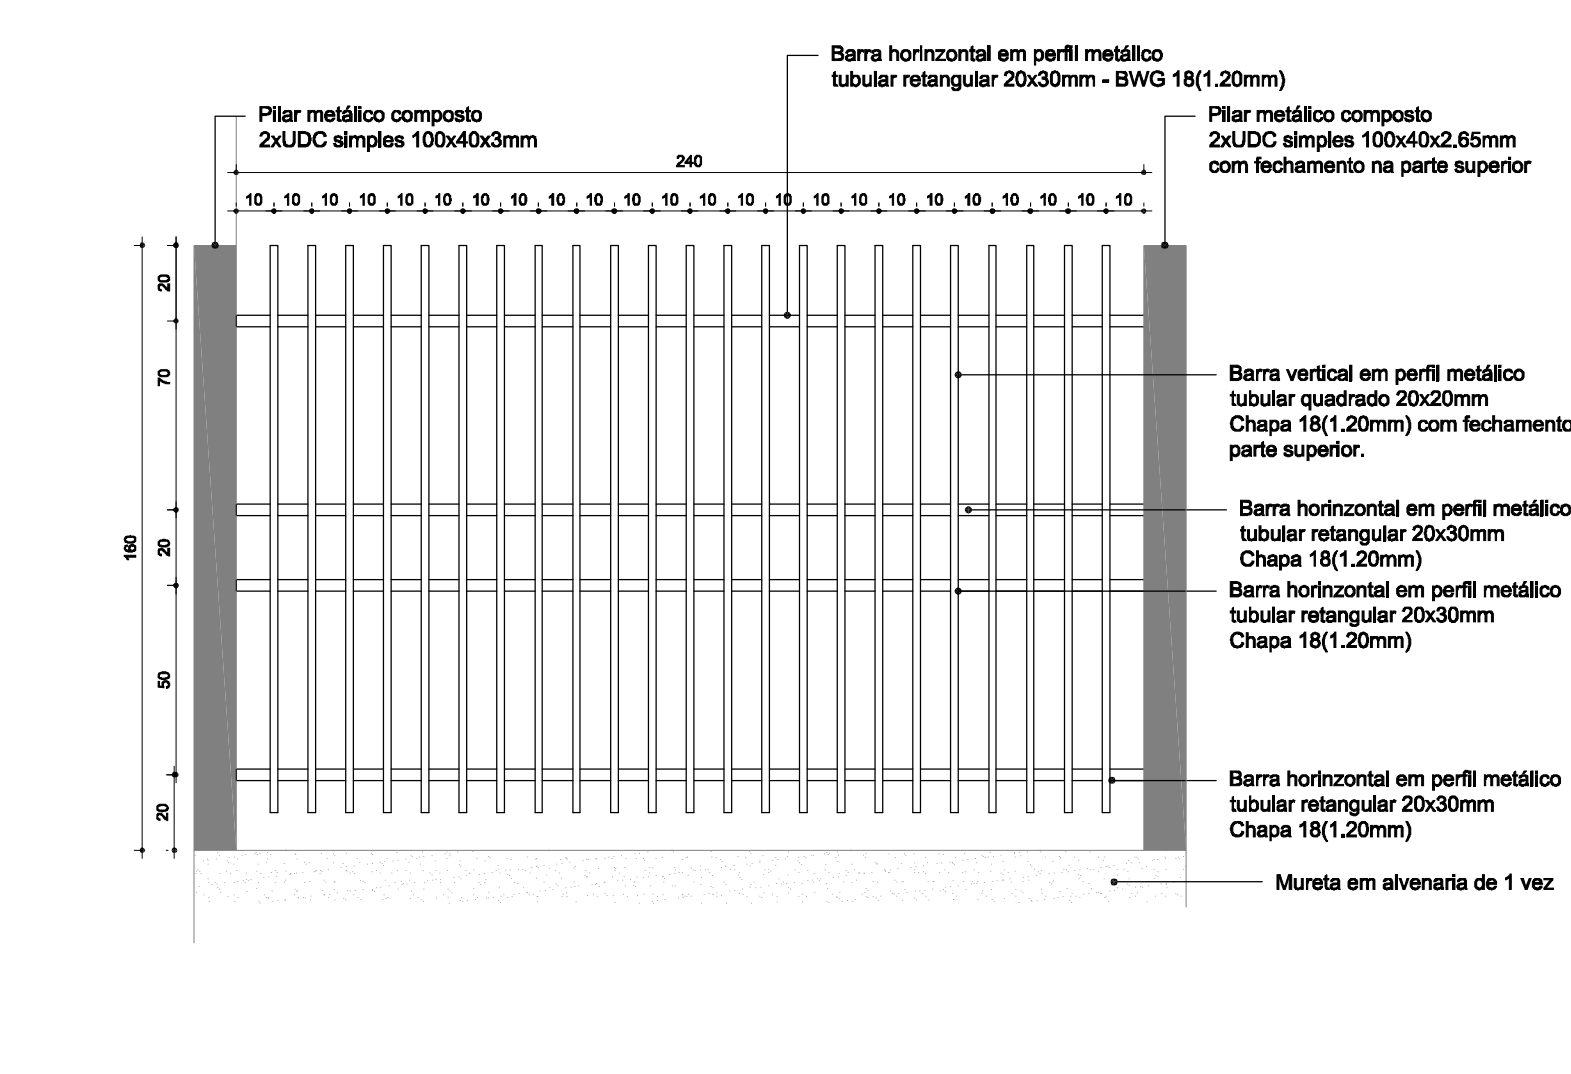 Barra horinzontal em perfil metálico
tubular retangular 20x30mm - BWG 18(1.20mm)
Pilar metálico composto
2xUDC simples 100x40x3mm
Pilar metálico composto
2xUDC simples 100x40x2.65mm
com fechamento na parte superior
240
10 10 10 10 10 10 10 10 10 10 10 10 10 10 10 10 10 10 10 10 10 10 10 10
20
70
Barra vertical em perfil metálico
tubular quadrado 20x20mm
Chapa 18(1.20mm) com fechamento
parte superior.
160
20
Barra horinzontal em perfil metálico
tubular retangular 20x30mm
Chapa 18(1.20mm)
Barra horinzontal em perfil metálico
tubular retangular 20x30mm
Chapa 18(1.20mm)
50
20
Barra horinzontal em perfil metálico
tubular retangular 20x30mm
Chapa 18(1.20mm)
Mureta em alvenaria de 1 vez